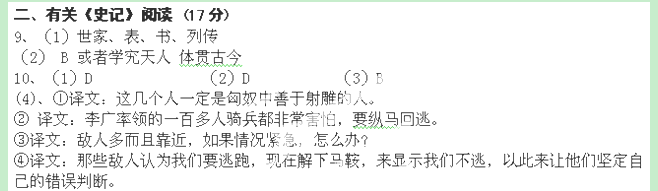 二、有关《史记》阅读（17分）
9、（1）世家、表、书、列传
（2） B 或者学究天人 体贯古今
10、（1）D （2）D （3）B
(4)、①译文：这几个人一定是匈奴中善于射雕的人。
② 译文：李广率领的一百多人骑兵都非常害怕，要纵马回逃。
③译文：敌人多而且靠近，如果情况紧急，怎么办？
④译文：那些敌人认为我们要逃跑，现在解下马鞍，来显示我们不逃，以此来让他们坚定自
己的错误判断。